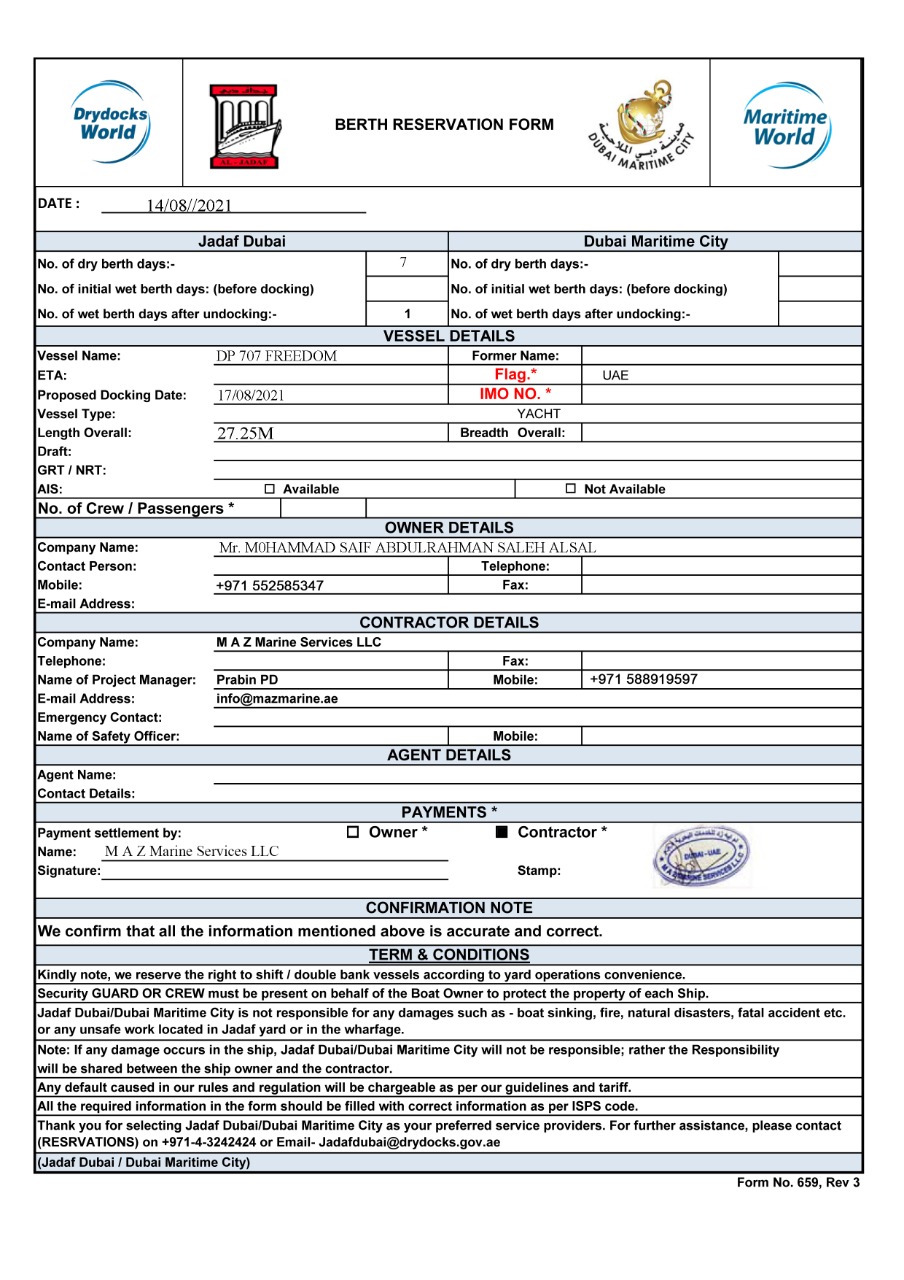 Drydocks
World
AL-JADAF
BERTH RESERVATION FORM
مدينة دبي الملاحية
DUBAI MARITIME CITY
Maritime
World
DATE : 14/08//2021
Jadaf Dubai Dubai Maritime City
No. of dry berth days:- 7 No. of dry berth days:-
No. of initial wet berth days: (before docking) No. of initial wet berth days: (before docking)
No. of wet berth days after undocking:- 1 No. of wet berth days after undocking:-
VESSEL DETAILS
Vessel Name: DP 707 FREEDOM Former Name:
ETA: Flag.* UAE
Proposed Docking Date: 17/08/2021 IMO NO. *
Vessel Type: YACHT
Length Overall: 27.25M Breadth Overall:
Draft:
GRT / NRT:
AIS: ☐ Available ☐ Not Available
No. of Crew / Passengers *
OWNER DETAILS
Company Name: Mr. M0HAMMAD SAIF ABDULRAHMAN SALEH ALSAL
Contact Person: Telephone:
Mobile: +971 552585347 Fax:
E-mail Address:
CONTRACTOR DETAILS
Company Name: M A Z Marine Services LLC
Telephone: Fax:
Name of Project Manager: Prabin PD Mobile: +971 588919597
E-mail Address: info@mazmarine.ae
Emergency Contact:
Name of Safety Officer: Mobile:
AGENT DETAILS
Agent Name:
Contact Details:
PAYMENTS *
Payment settlement by: ☐ Owner * ■ Contractor *
Name: M A Z Marine Services LLC
Signature: Stamp:
DUBAI-UAE
M A Z MARINE SERVICES L.L.C
CONFIRMATION NOTE
We confirm that all the information mentioned above is accurate and correct.
TERM & CONDITIONS
Kindly note, we reserve the right to shift / double bank vessels according to yard operations convenience.
Security GUARD OR CREW must be present on behalf of the Boat Owner to protect the property of each Ship.
Jadaf Dubai/Dubai Maritime City is not responsible for any damages such as - boat sinking, fire, natural disasters, fatal accident etc.
or any unsafe work located in Jadaf yard or in the wharfage.
Note: If any damage occurs in the ship, Jadaf Dubai/Dubai Maritime City will not be responsible; rather the Responsibility
will be shared between the ship owner and the contractor.
Any default caused in our rules and regulation will be chargeable as per our guidelines and tariff.
All the required information in the form should be filled with correct information as per ISPS code.
Thank you for selecting Jadaf Dubai/Dubai Maritime City as your preferred service providers. For further assistance, please contact
(RESRVATIONS) on +971-4-3242424 or Email- Jadafdubai@drydocks.gov.ae
(Jadaf Dubai / Dubai Maritime City)
Form No. 659, Rev 3